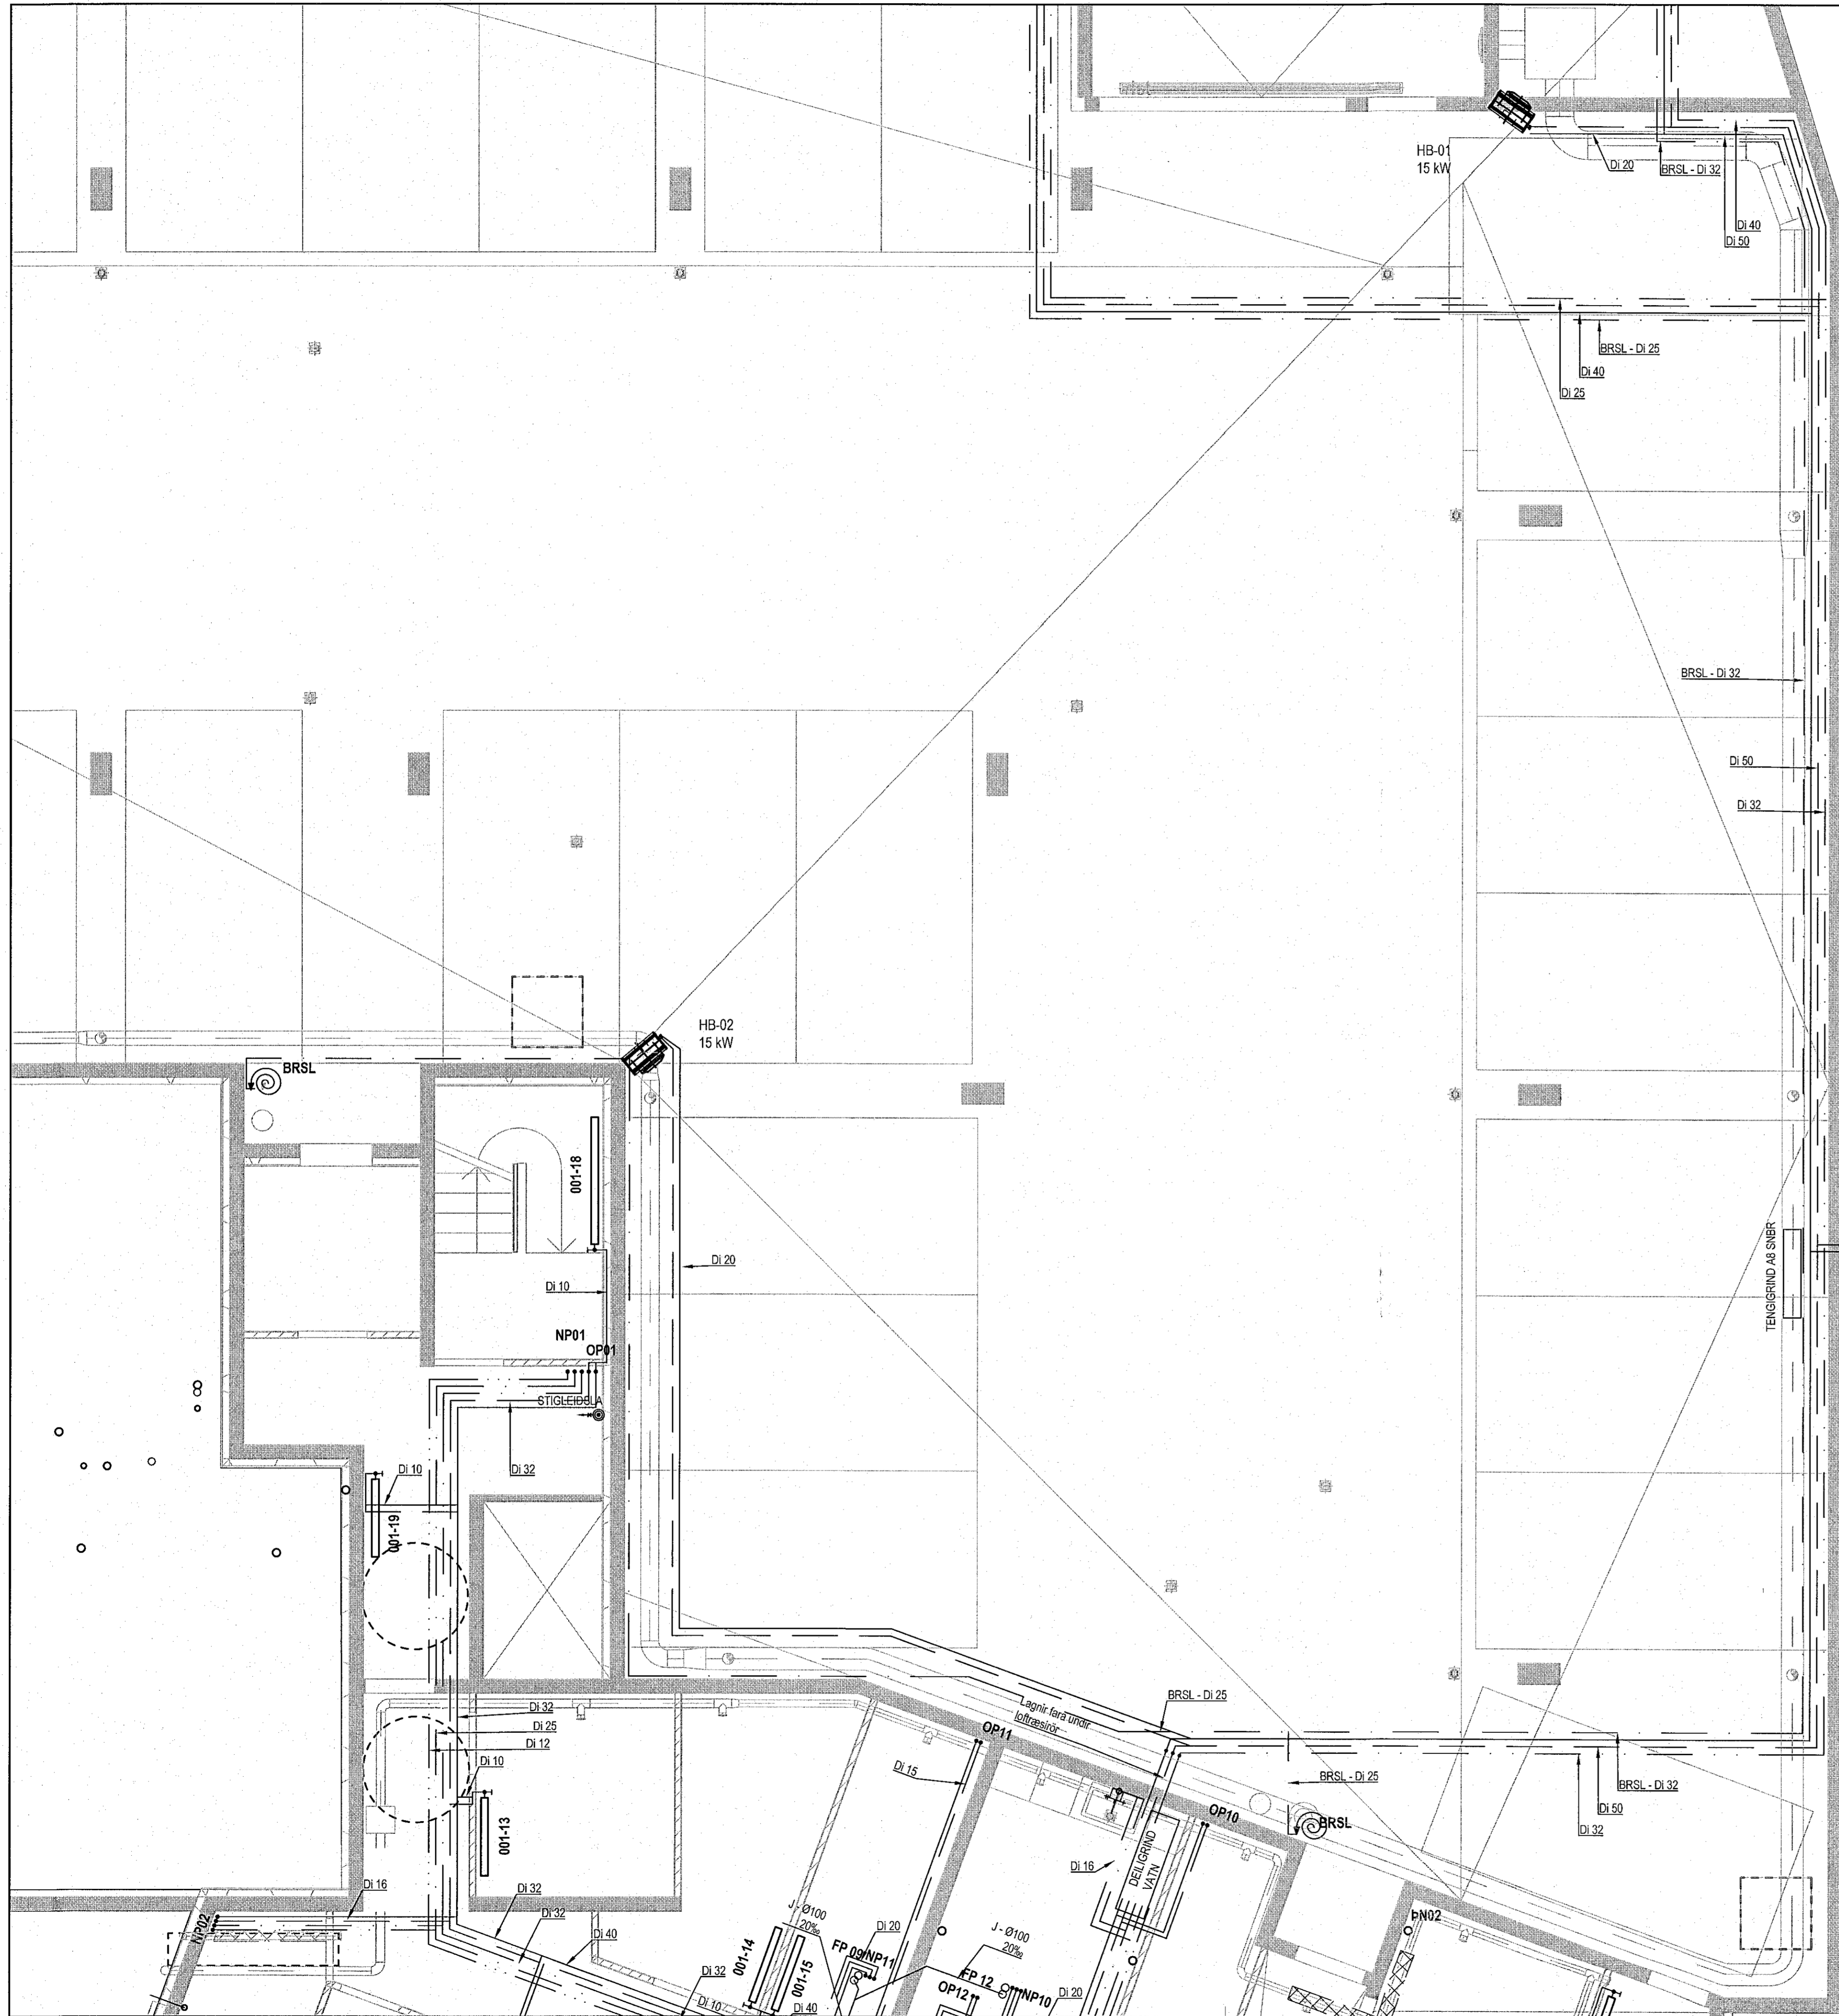 HB-01
15 kW
Di 20
BRSL - Di 32
Di 40
Di 50
BRSL - Di 25
Di 40
Di 25
BRSL - Di 32
Di 50
Di 32
HB-02
15 kW
BRSL
001-18
Di 20
Di 10
TENGIGRIND A8 SNBR
NP01
OP01
STIGLEIÐSLA
Di 10
Di 32
001-19
Di 32
Di 25
Di 12
Di 10
001-13
Lagnir fara undir
loftræsirör
BRSL - Di 25
OP11
Di 15
BRSL - Di 25
BRSL - Di 32
Di 50
Di 32
OP10
BRSL
DEILIGRIND
VATN
Di 16
Di 16
NP02
Di 32
Di 32
Di 40
J - Ø100
20‰
Di 20
FP 09
NP11
001-14
001-15
Di 32
Di 10
Di 40
J - Ø100
20‰
FP 12
OP12
NP10
Di 20
ÞN02